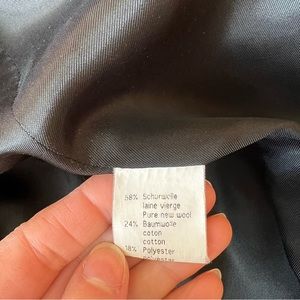 58% Schurwolle
laine vierge
Pure new wool
24% Baumwolle
coton
cotton
18% Polyester